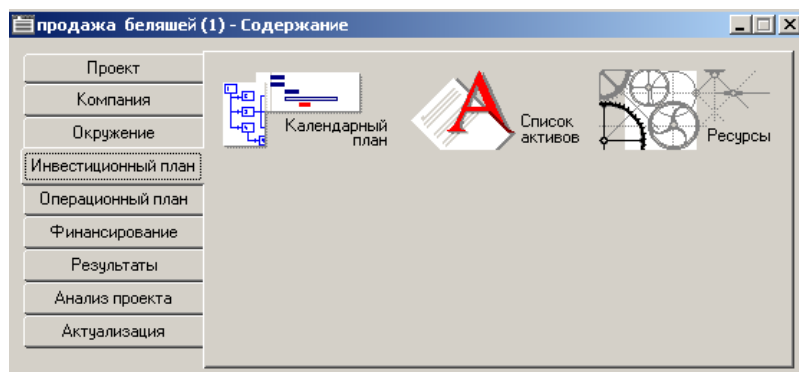 продажа беляшей (1) - Содержание
Проект
Компания
Окружение
Инвестиционный план
Операционный план
Финансирование
Результаты
Анализ проекта
Актуализация
Календарный
план
Список
активов
Ресурсы